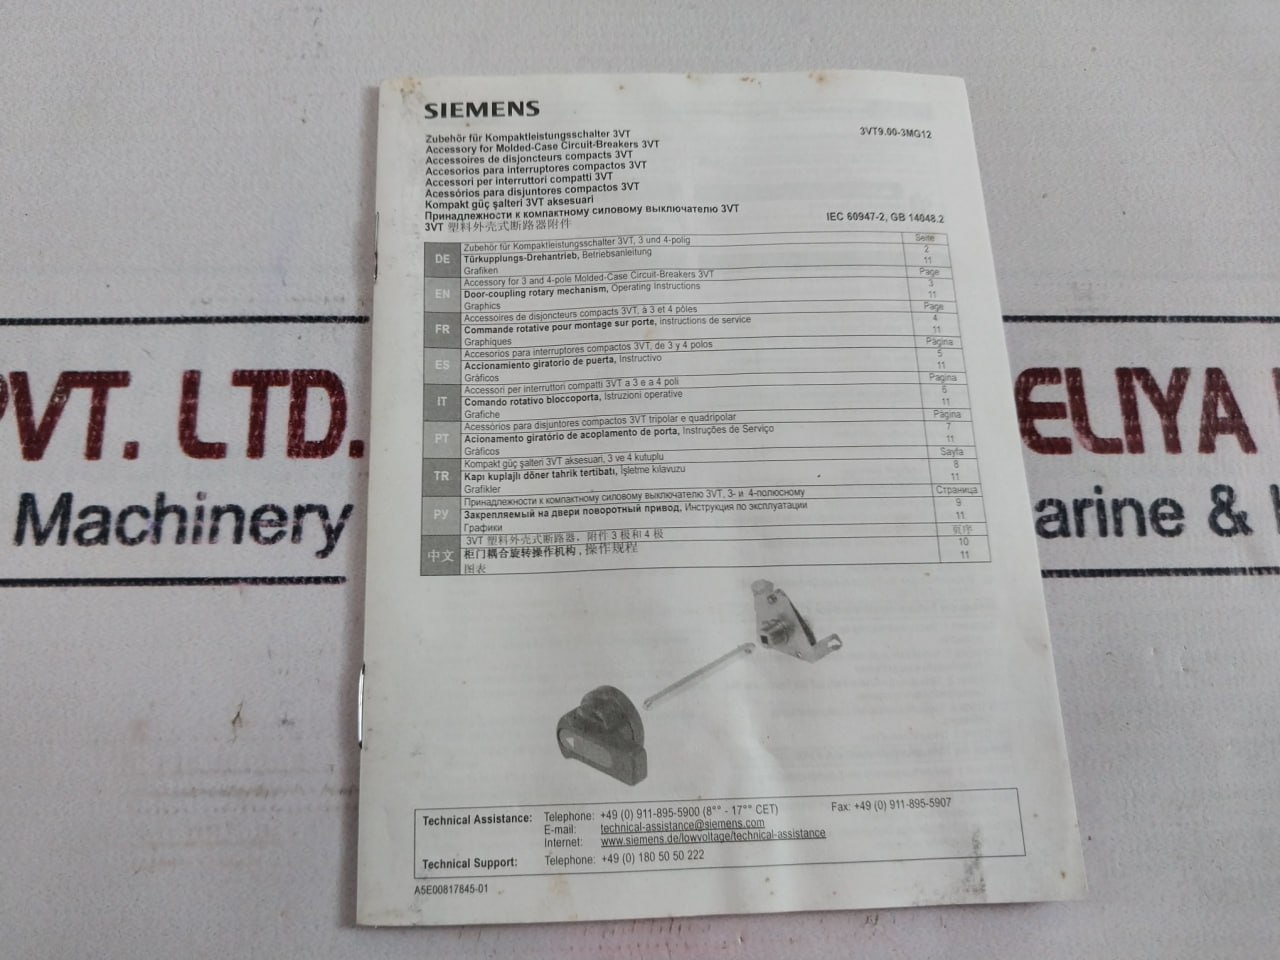 SIEMENS
3VT9.00-3MG12
Zubehör für Kompaktleistungsschalter 3VT
Accessory for Molded-Case Circuit-Breakers 3VT
Accessoires de disjoncteurs compacts 3VT
Accesorios para interruptores compactos 3VT
Accessori per interruttori compatti 3VT
Acessórios para disjuntores compactos 3VT
Kompakt güç şalteri 3VT aksesuari
Принадлежности к компактному силовому выключателю 3VT
3VT 塑料外壳式断路器附件
IEC 60947-2, GB 14048.2
DE
Zubehör für Kompaktleistungsschalter 3VT, 3 und 4-polig Seite
Türkupplungs-Drehantrieb, Betriebsanleitung 2
Grafiken 11
EN
Accessory for 3 and 4-pole Molded-Case Circuit-Breakers 3VT Page
Door-coupling rotary mechanism, Operating Instructions 3
Graphics 11
FR
Accessoires de disjoncteurs compacts 3VT, à 3 et 4 pôles Page
Commande rotative pour montage sur porte, Instructions de service 4
Graphiques 11
ES
Accesorios para interruptores compactos 3VT, de 3 y 4 polos Página
Accionamiento giratorio de puerta, Instructivo 5
Gráficos 11
IT
Accessori per interruttori compatti 3VT a 3 e a 4 poli Pagina
Comando rotativo bloccoporta, Istruzioni operative 6
Grafiche 11
PT
Acessórios para disjuntores compactos 3VT tripolar e quadripolar Página
Acionamento giratório de acoplamento de porta, Instruções de Serviço 7
Gráficos 11
TR
Kompakt güç şalteri 3VT aksesuari, 3 ve 4 kutuplu Sayfa
Kapı kuplajlı döner tahrik tertibatı, İşletme kılavuzu 8
Grafikler 11
РУ
Принадлежности к компактному силовому выключателю 3VT, 3- и 4-полюсному Страница
Закрепляемый на двери поворотный привод, Инструкция по эксплуатации 9
Графики 11
中文
3VT 塑料外壳式断路器，附件 3 极和 4 极 页序
柜门耦合旋转操作机构 , 操作规程 10
图表 11
Technical Assistance: Telephone: +49 (0) 911-895-5900 (8°° - 17°° CET) Fax: +49 (0) 911-895-5907
E-mail: technical-assistance@siemens.com
Internet: www.siemens.de/lowvoltage/technical-assistance
Technical Support: Telephone: +49 (0) 180 50 50 222
A5E00817845-01
PVT. LTD.
ELIYA
Machinery
arine &